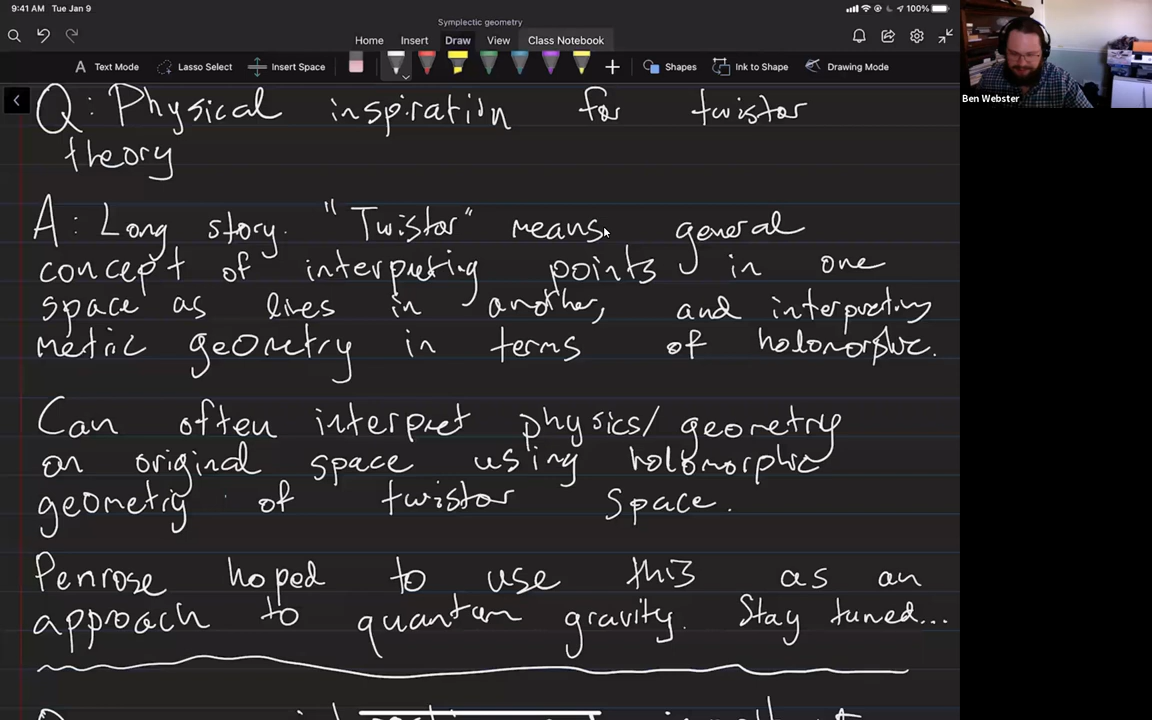 9:41 AM Tue Jan 9
100%
Symplectic geometry
Home Insert Draw View Class Notebook
Text Mode Lasso Select Insert Space Shapes Ink to Shape Drawing Mode
Ben Webster
Q: Physical inspiration for twistor
theory
A: Long story. "Twistor" means general
concept of interpreting points in one
space as lives in another, and interpreting
metric geometry in terms of holomorphic.
Can often interpret physics/geometry
on original space using holomorphic
geometry of twistor space.
Penrose hoped to use this as an
approach to quantum gravity. Stay tuned...